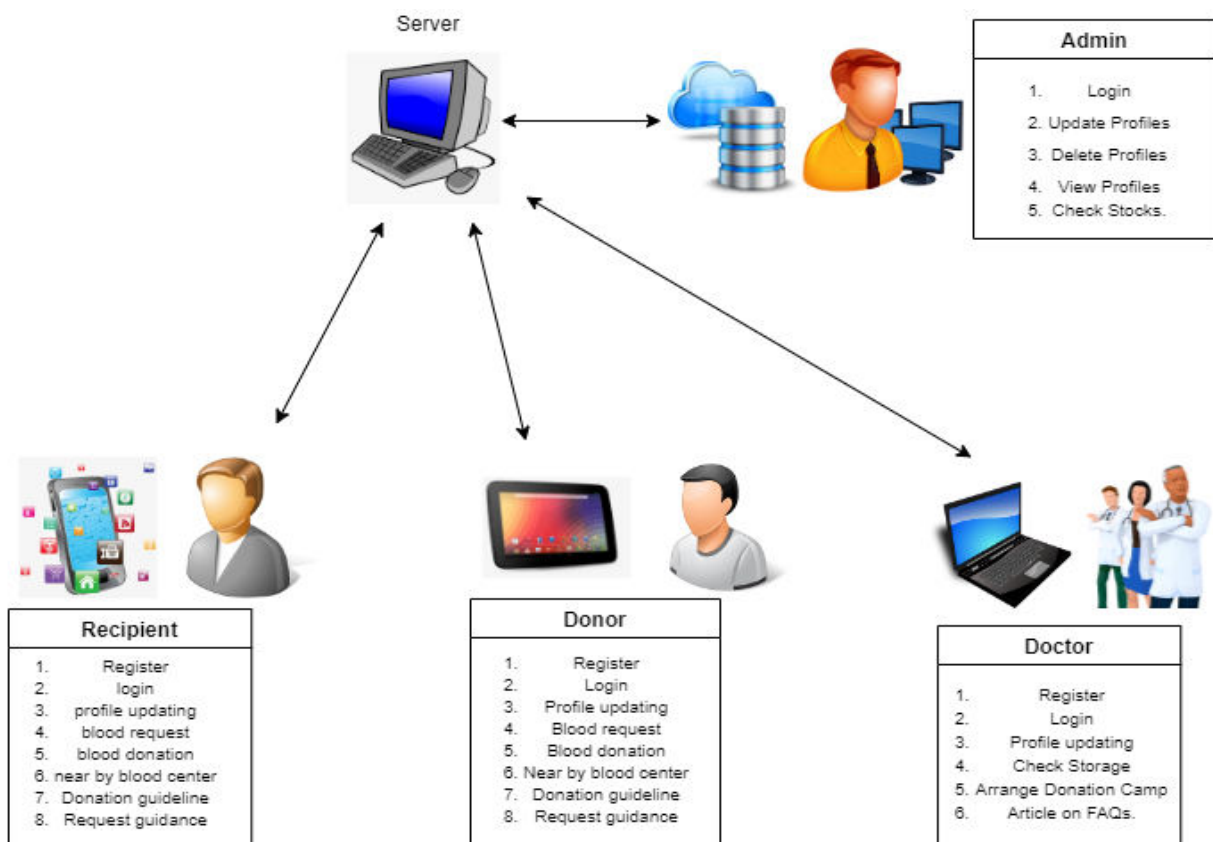 Server
Admin
1. Login
2. Update Profiles
3. Delete Profiles
4. View Profiles
5. Check Stocks.
Recipient
1. Register
2. login
3. profile updating
4. blood request
5. blood donation
6. near by blood center
7. Donation guideline
8. Request guidance
Donor
1. Register
2. Login
3. Profile updating
4. Blood request
5. Blood donation
6. Near by blood center
7. Donation guideline
8. Request guidance
Doctor
1. Register
2. Login
3. Profile updating
4. Check Storage
5. Arrange Donation Camp
6. Article on FAQs.